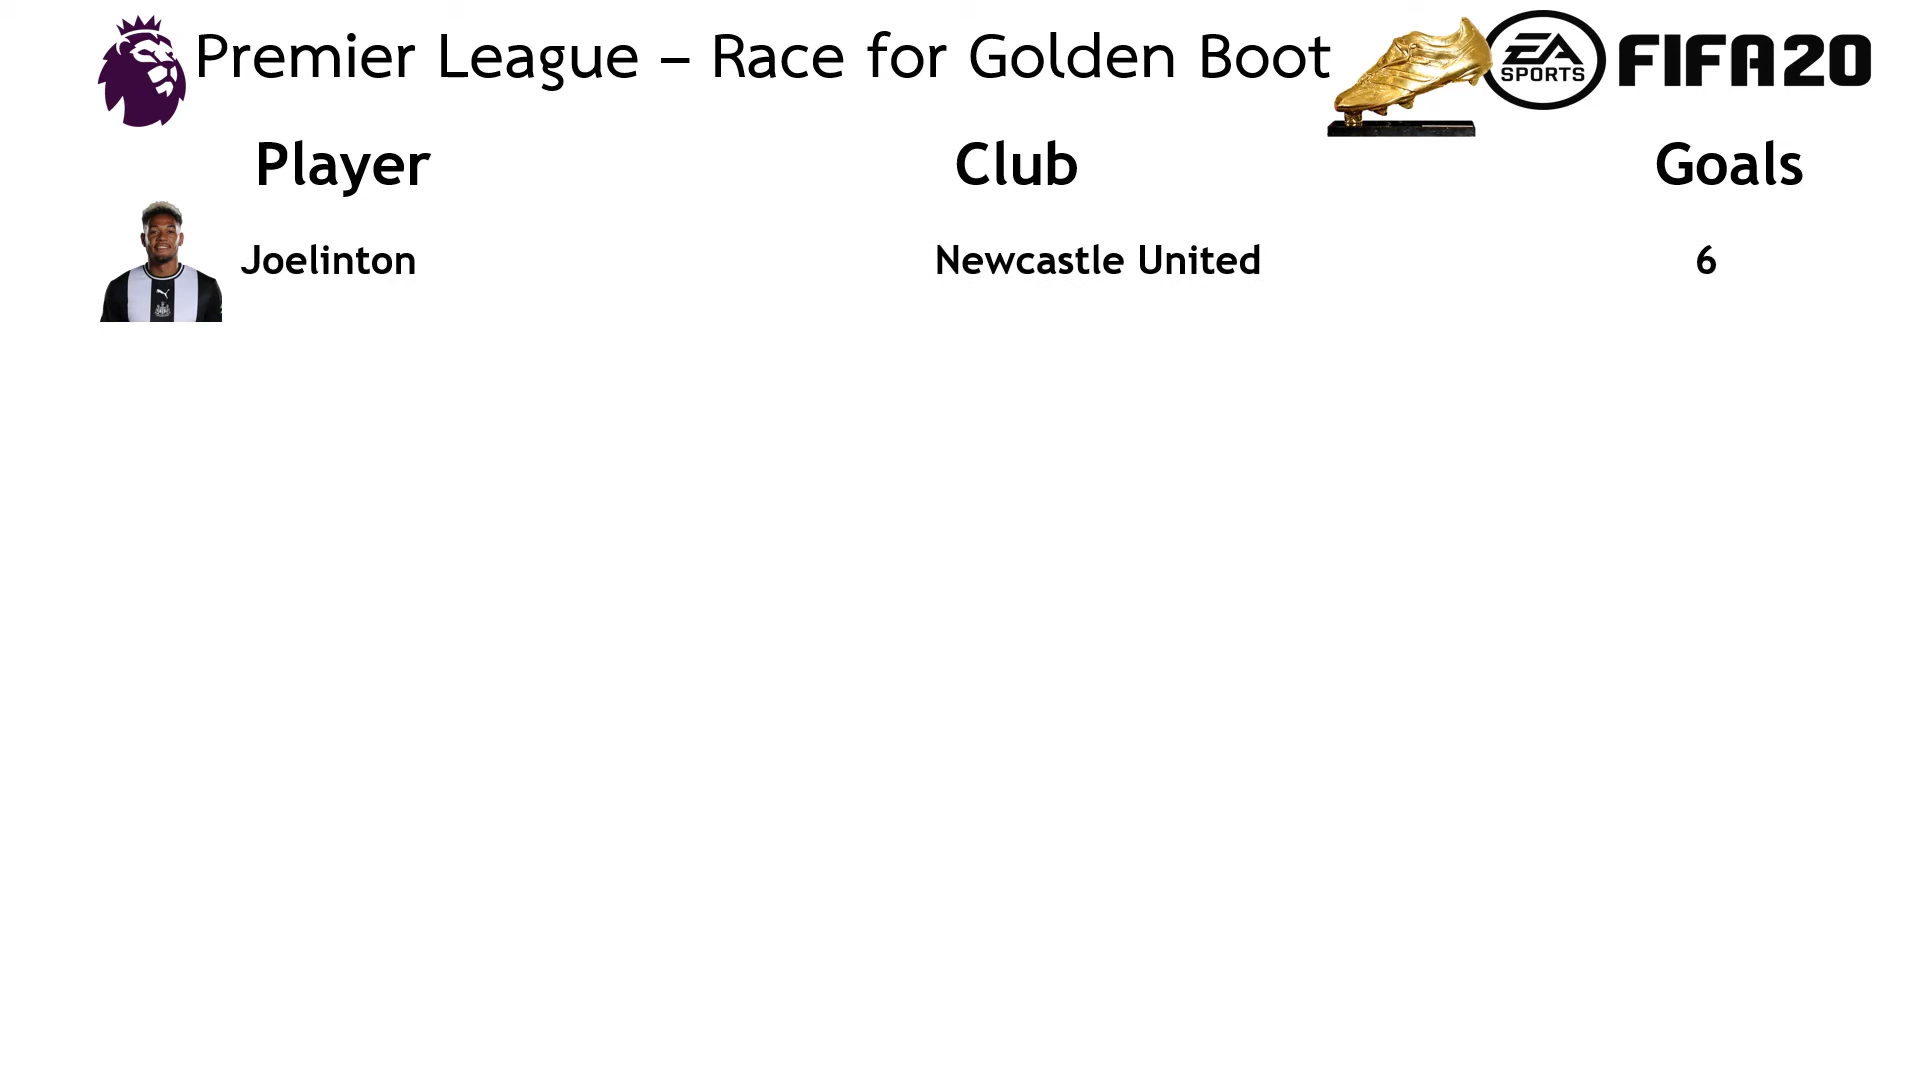 Premier League – Race for Golden Boot
EA SPORTS FIFA20
Player Club Goals
Joelinton Newcastle United 6